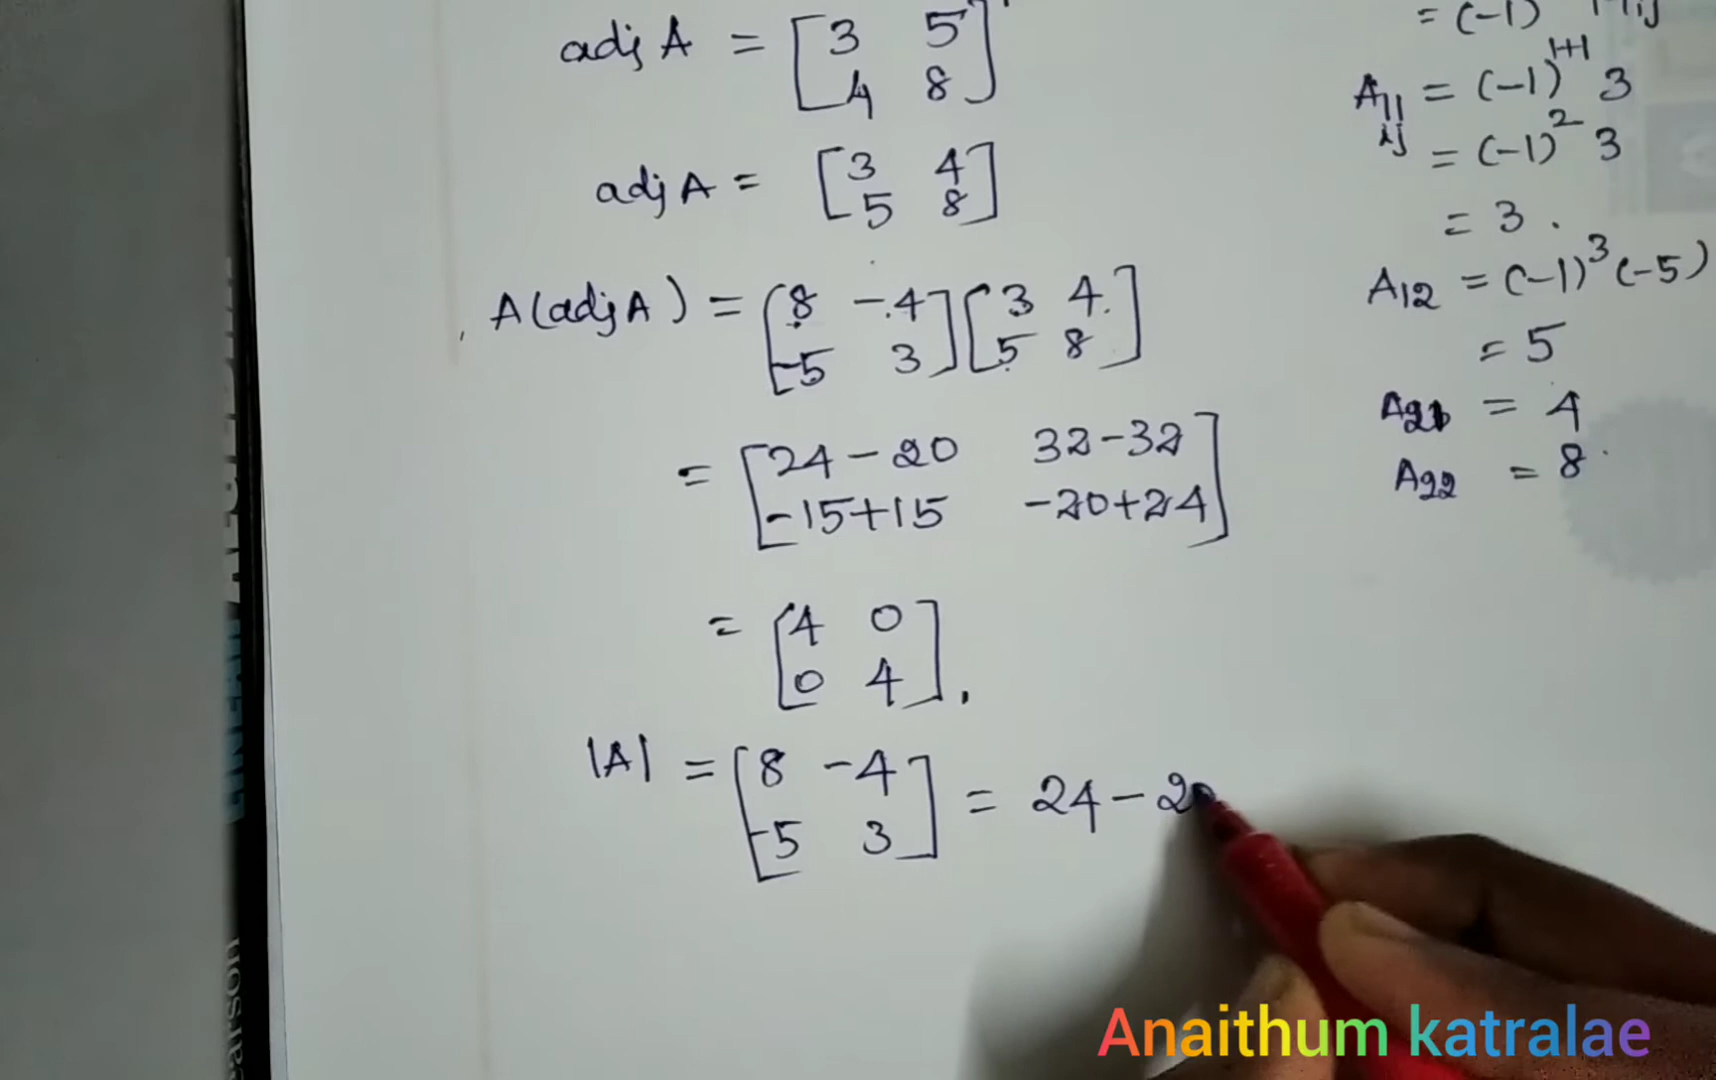 adj A = [3 5
4 8]ᵀ
adj A = [3 4
5 8]
A(adj A) = [8 -4
-5 3] [3 4
5 8]
= [24-20 32-32
-15+15 -20+24]
= [4 0
0 4].
|A| = [8 -4
-5 3] = 24-20
= (-1) Mij
A11 = (-1)¹⁺¹ 3
ij
= (-1)² 3
= 3.
A12 = (-1)³ (-5)
= 5
A21 = 4
A22 = 8.
earson
Anaithum katralae